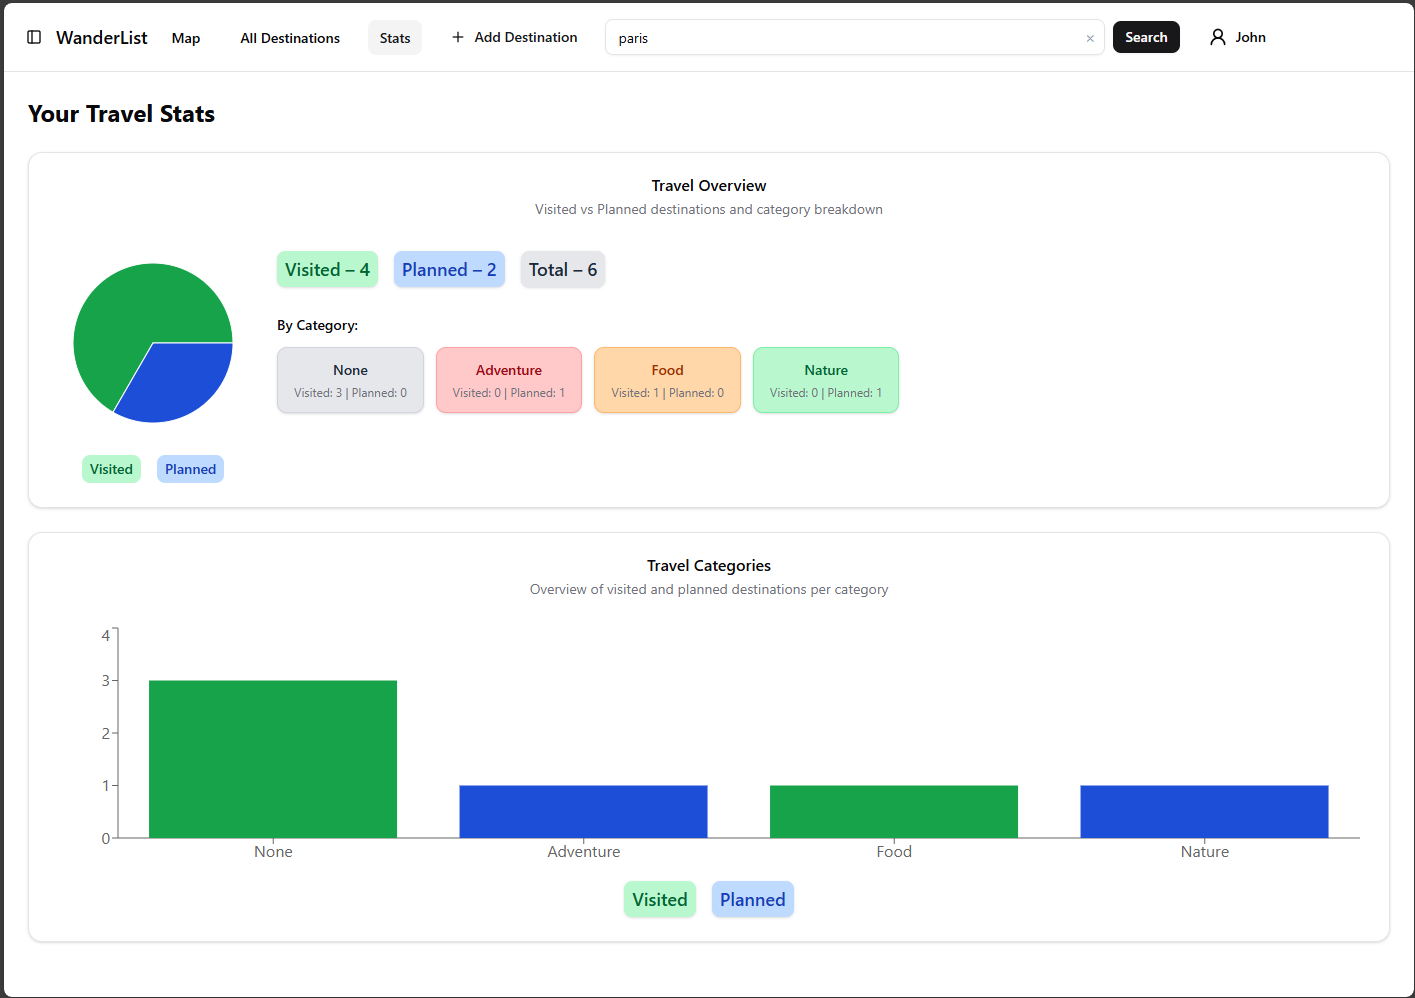 WanderList Map All Destinations Stats + Add Destination paris × Search John
Your Travel Stats
Travel Overview
Visited vs Planned destinations and category breakdown
Visited – 4 Planned – 2 Total – 6
By Category:
None Adventure Food Nature
Visited: 3 | Planned: 0 Visited: 0 | Planned: 1 Visited: 1 | Planned: 0 Visited: 0 | Planned: 1
Visited Planned
Travel Categories
Overview of visited and planned destinations per category
4
3
2
1
0
None Adventure Food Nature
Visited Planned